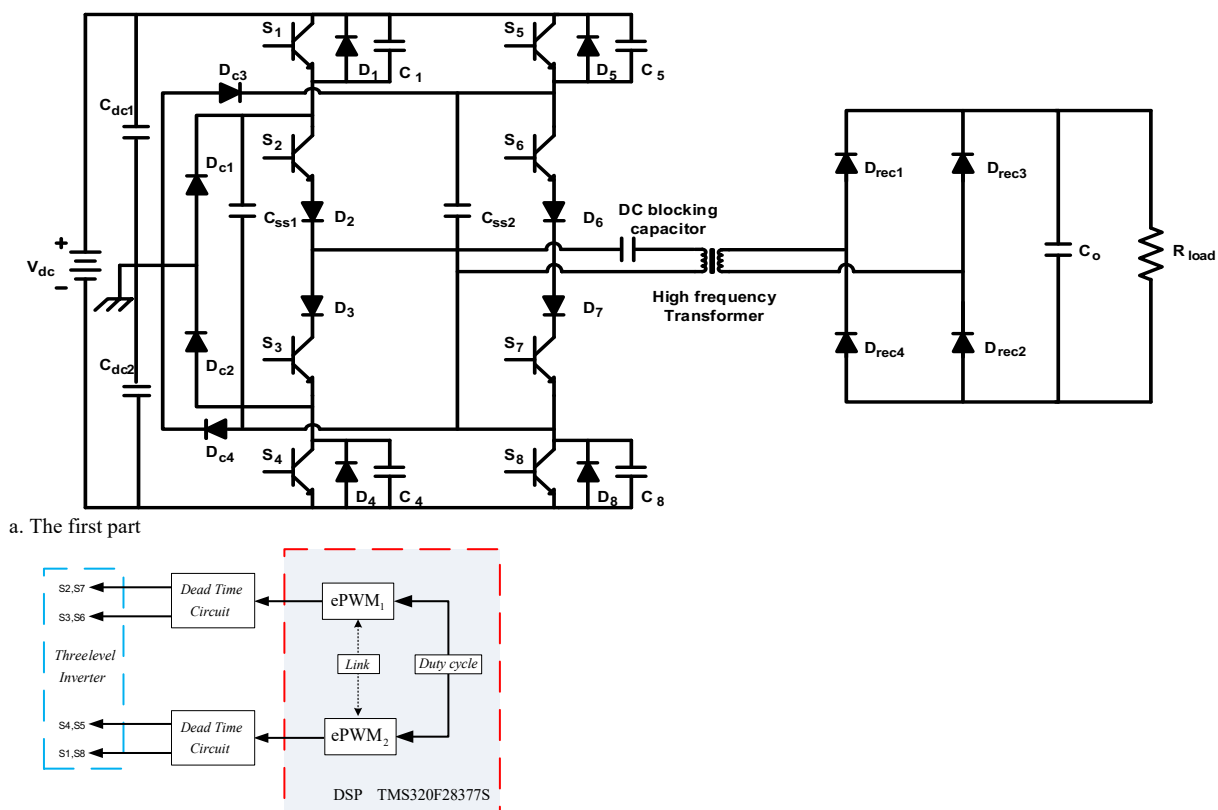 S1
S5
D1
C1
D5
C5
Dc3
Cdc1
S2
S6
Dc1
Drec1
Drec3
Css1
D2
Css2
D6
DC blocking
capacitor
+
Vdc
-
Co
Rload
D3
D7
High frequency
Transformer
S3
S7
Cdc2
Dc2
Drec4
Drec2
Dc4
S4
S8
D4
C4
D8
C8
a. The first part
S2,S7
S3,S6
Dead Time
Circuit
ePWM1
Threelevel
Inverter
Link
Duty cycle
S4,S5
S1,S8
Dead Time
Circuit
ePWM2
DSP TMS320F28377S